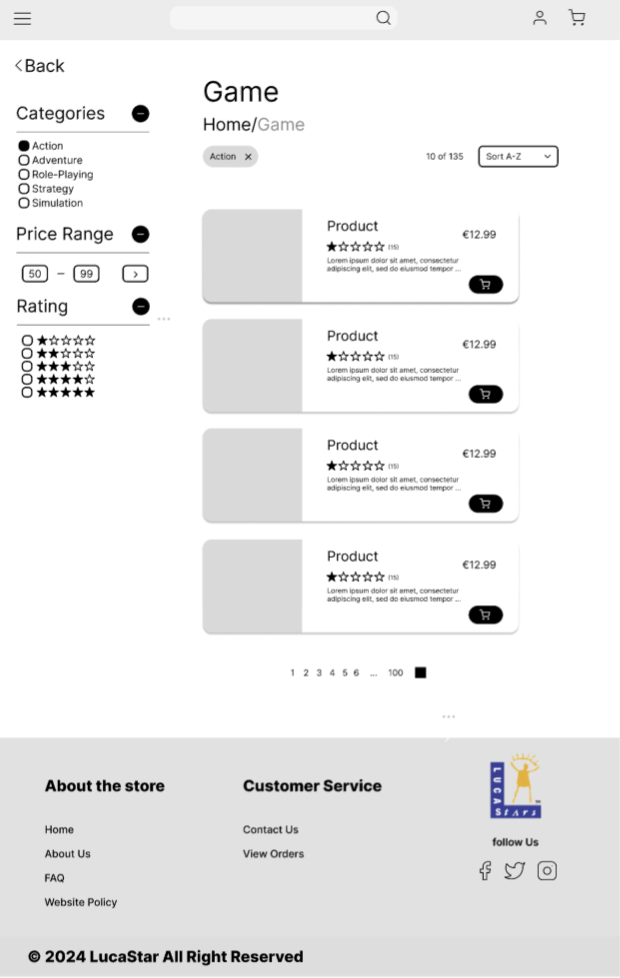 Back
Game
Home/Game
Categories
Action
Adventure
Role-Playing
Strategy
Simulation
Price Range
50 – 99 >
Rating
Action ×
10 of 135
Sort A-Z
Product
€12.99
(15)
Lorem ipsum dolor sit amet, consectetur
adipiscing elit, sed do eiusmod tempor ...
Product
€12.99
(15)
Lorem ipsum dolor sit amet, consectetur
adipiscing elit, sed do eiusmod tempor ...
Product
€12.99
(15)
Lorem ipsum dolor sit amet, consectetur
adipiscing elit, sed do eiusmod tempor ...
Product
€12.99
(15)
Lorem ipsum dolor sit amet, consectetur
adipiscing elit, sed do eiusmod tempor ...
1 2 3 4 5 6 ... 100
About the store
Home
About Us
FAQ
Website Policy
Customer Service
Contact Us
View Orders
LUCA
STARS
™
follow Us
© 2024 LucaStar All Right Reserved